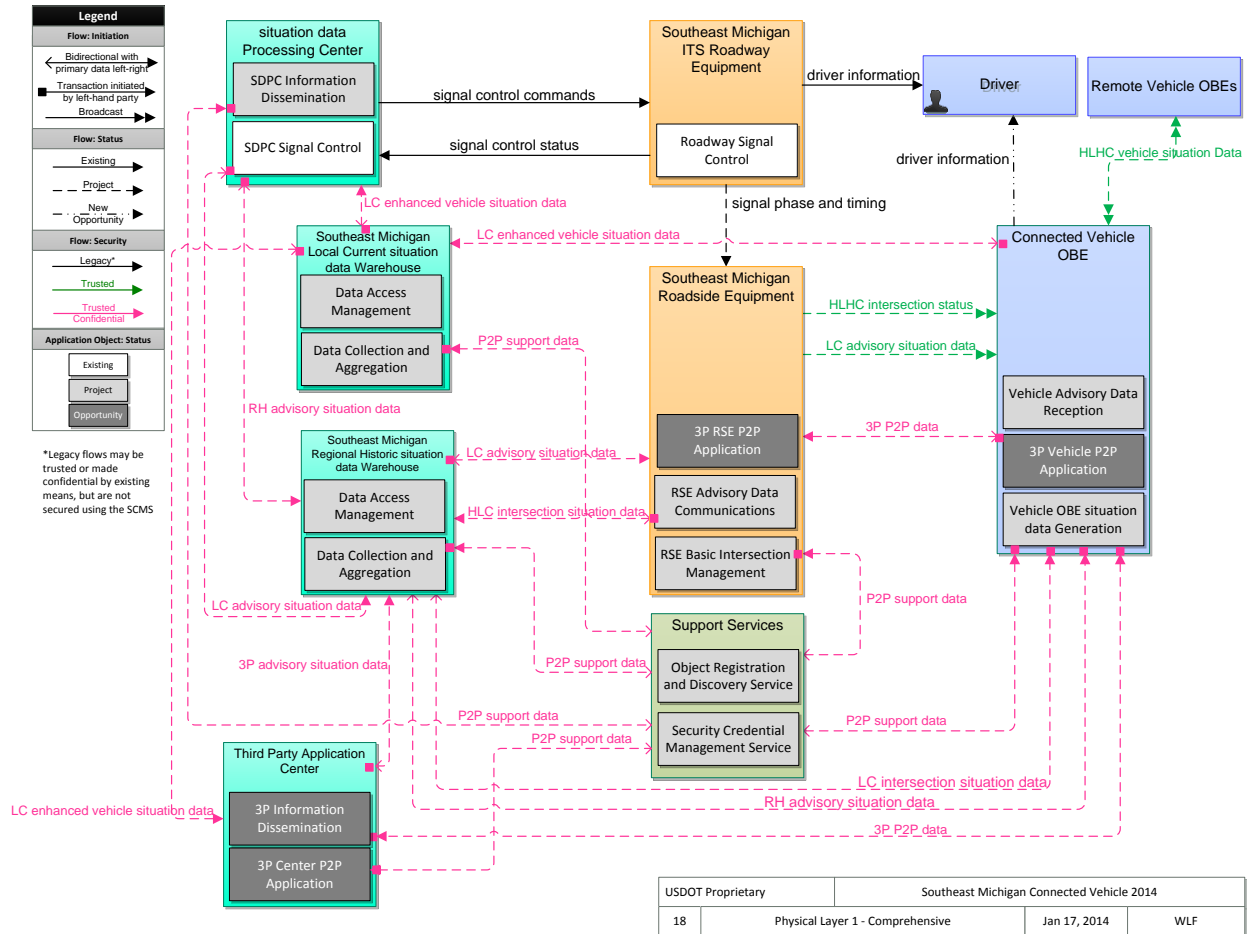 Legend
Flow: Initiation
Bidirectional with
primary data left-right
Transaction initiated
by left-hand party
Broadcast
Flow: Status
Existing
Project
New
Opportunity
Flow: Security
Legacy*
Trusted
Trusted
Confidential
Application Object: Status
Existing
Project
Opportunity
*Legacy flows may be
trusted or made
confidential by existing
means, but are not
secured using the SCMS
situation data
Processing Center
SDPC Information
Dissemination
SDPC Signal Control
signal control commands
signal control status
Southeast Michigan
ITS Roadway
Equipment
Roadway Signal
Control
driver information
Driver
Remote Vehicle OBEs
HLHC vehicle situation Data
driver information
signal phase and timing
LC enhanced vehicle situation data
Southeast Michigan
Local Current situation
data Warehouse
Data Access
Management
Data Collection and
Aggregation
LC enhanced vehicle situation data
P2P support data
RH advisory situation data
Southeast Michigan
Roadside Equipment
3P RSE P2P
Application
RSE Advisory Data
Communications
RSE Basic Intersection
Management
HLHC intersection status
LC advisory situation data
3P P2P data
Connected Vehicle
OBE
Vehicle Advisory Data
Reception
3P Vehicle P2P
Application
Vehicle OBE situation
data Generation
Southeast Michigan
Regional Historic situation
data Warehouse
Data Access
Management
Data Collection and
Aggregation
LC advisory situation data
HLC intersection situation data
LC advisory situation data
3P advisory situation data
P2P support data
P2P support data
Support Services
Object Registration
and Discovery Service
Security Credential
Management Service
P2P support data
P2P support data
P2P support data
LC intersection situation data
RH advisory situation data
3P P2P data
Third Party Application
Center
3P Information
Dissemination
3P Center P2P
Application
LC enhanced vehicle situation data
USDOT Proprietary
Southeast Michigan Connected Vehicle 2014
18
Physical Layer 1 - Comprehensive
Jan 17, 2014
WLF